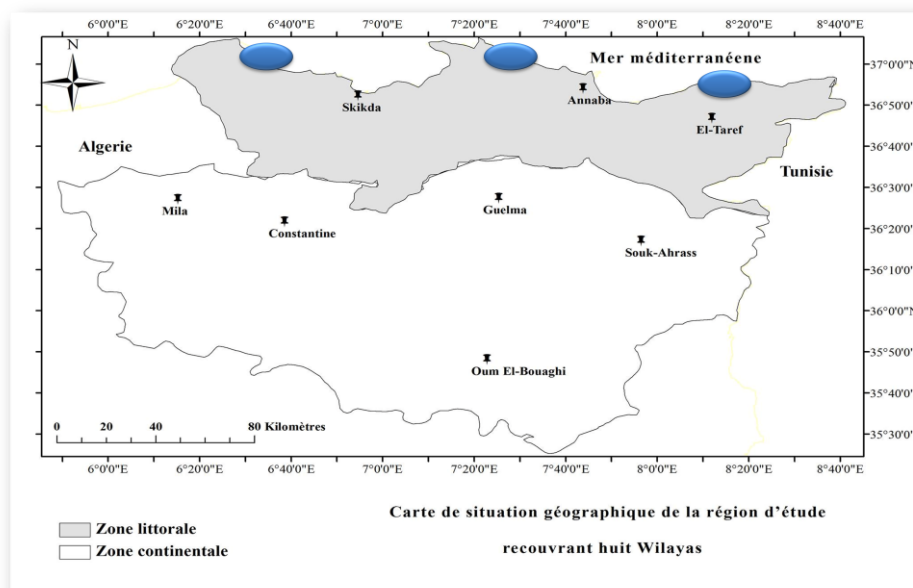 6°0'0"E 6°20'0"E 6°40'0"E 7°0'0"E 7°20'0"E 7°40'0"E 8°0'0"E 8°20'0"E 8°40'0"E
N
Mer méditerranéene
37°0'0"N
Skikda
Annaba
36°50'0"
El-Taref
Algerie
36°40'0"
Tunisie
36°30'0"
Mila
Guelma
Constantine
36°20'0"
Souk-Ahrass
36°10'0"
36°0'0"N
Oum El-Bouaghi
35°50'0"
35°40'0"
0 20 40 80 Kilomètres
35°30'0"
6°0'0"E 6°20'0"E 6°40'0"E 7°0'0"E 7°20'0"E 7°40'0"E 8°0'0"E 8°20'0"E 8°40'0"E
Carte de situation géographique de la région d'étude
recouvrant huit Wilayas
Zone littorale
Zone continentale